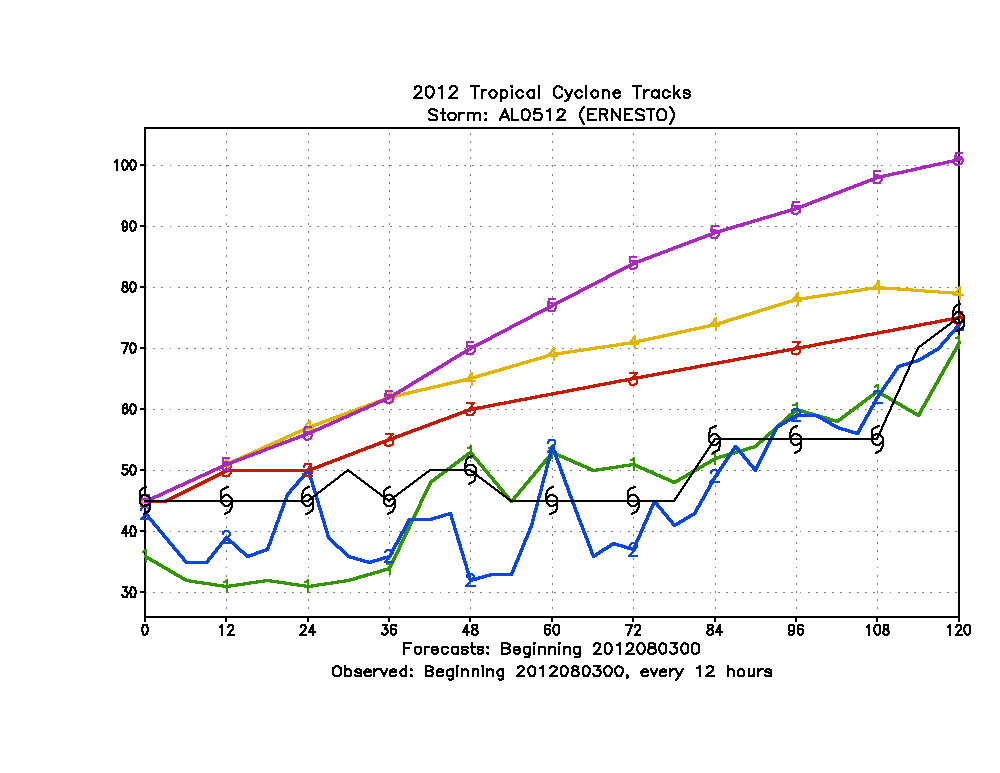 2012 Tropical Cyclone Tracks
Storm: AL0512 (ERNESTO)
100
90
80
70
60
50
40
30
0 12 24 36 48 60 72 84 96 108 120
Forecasts: Beginning 2012080300
Observed: Beginning 2012080300, every 12 hours